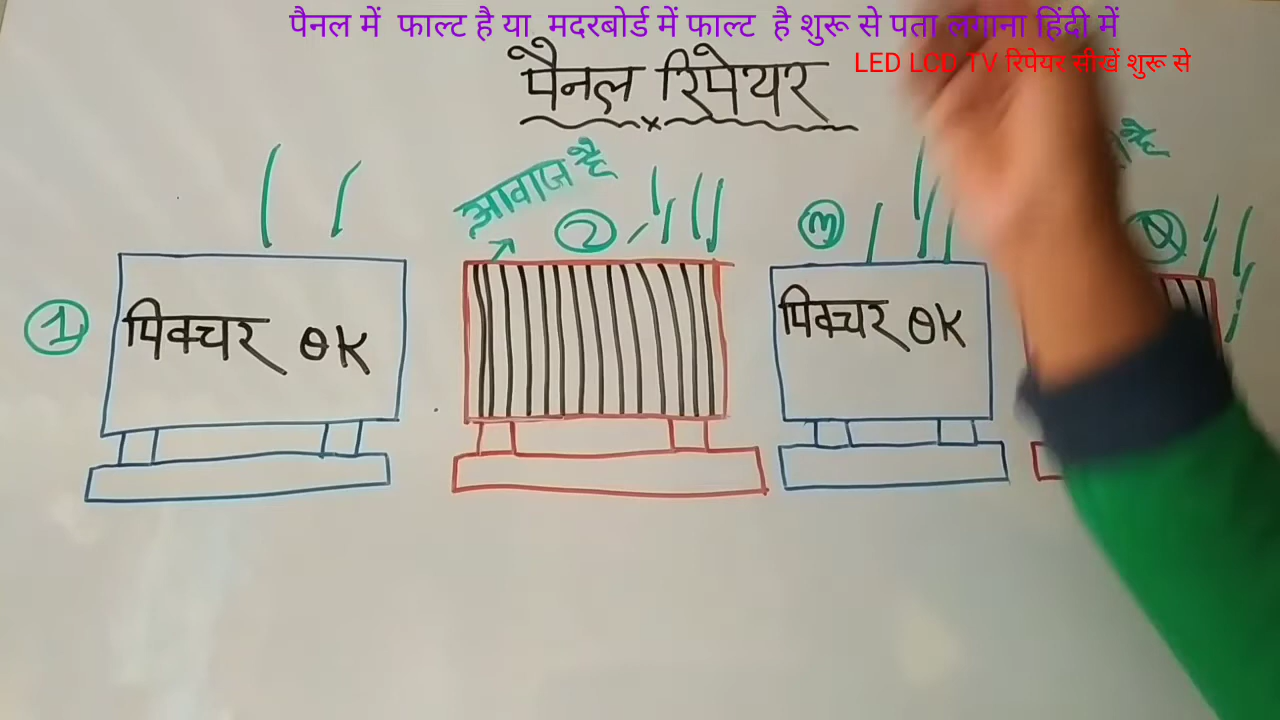 पैनल में फाल्ट है या मदरबोर्ड में फाल्ट है शुरू से पता लगाना हिंदी में
LED LCD TV रिपेयर सीखें शुरू से
पैनल रिपेयर
आवाज है
है
1
2
3
पिक्चर OK
पिक्चर OK